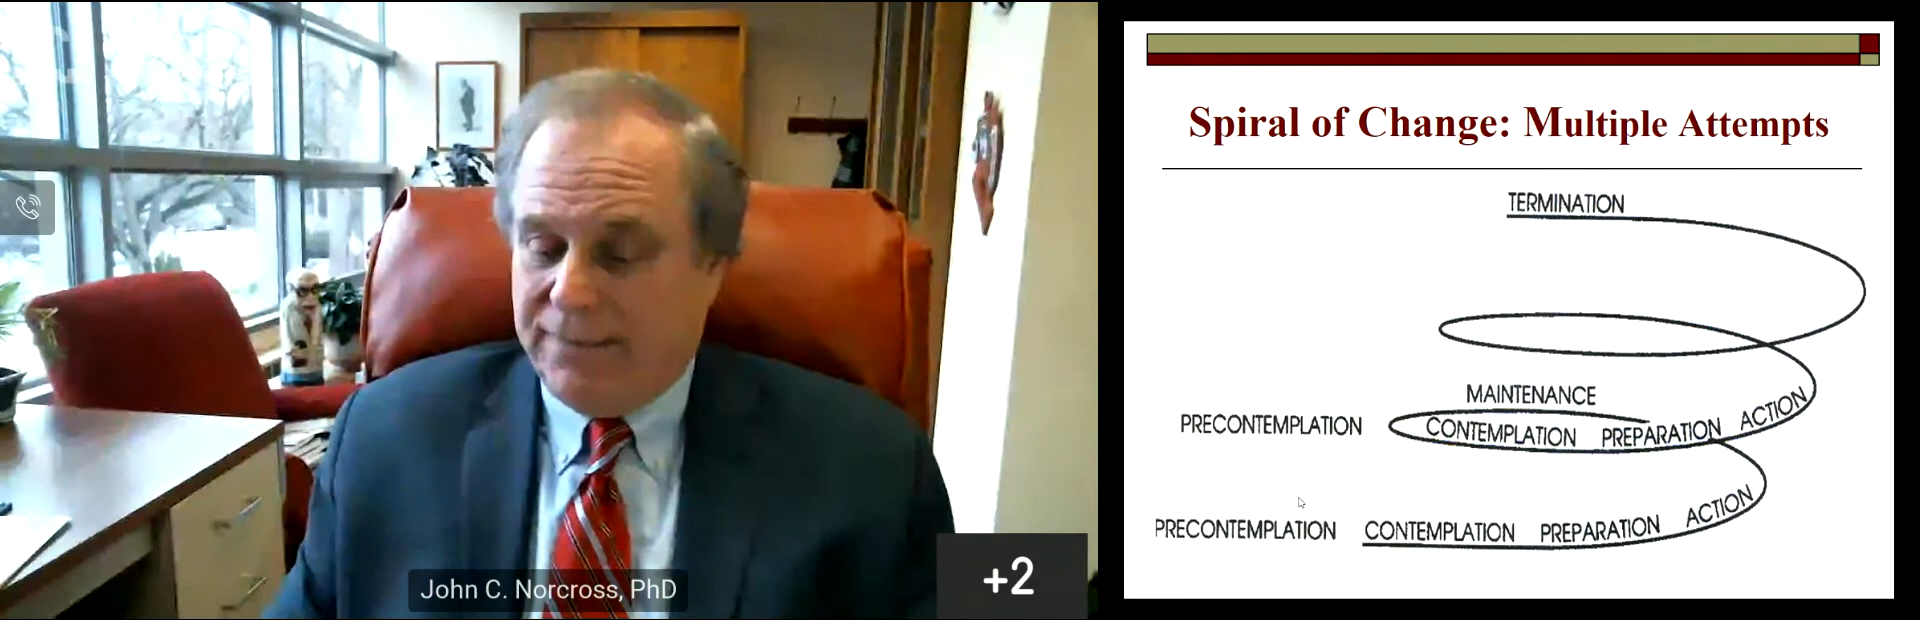 John C. Norcross, PhD
+2
Spiral of Change: Multiple Attempts
TERMINATION
MAINTENANCE
PRECONTEMPLATION CONTEMPLATION PREPARATION ACTION
PRECONTEMPLATION CONTEMPLATION PREPARATION ACTION